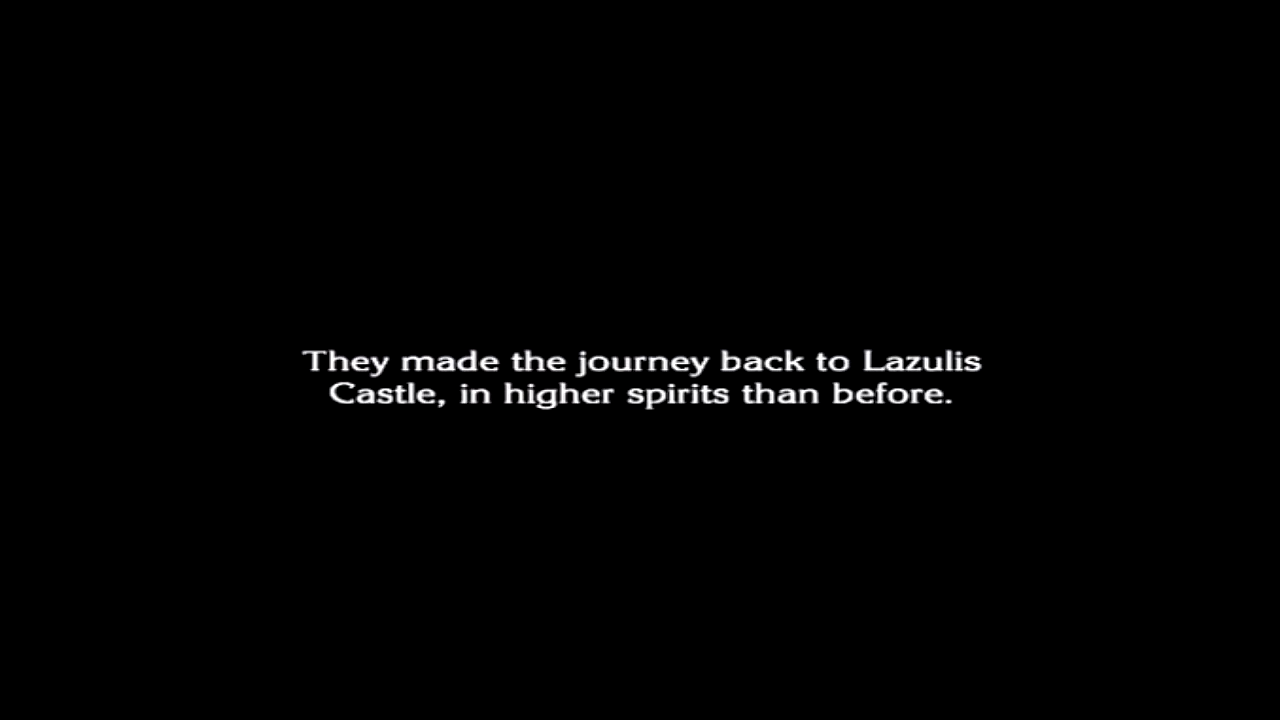 They made the journey back to Lazulis
Castle, in higher spirits than before.